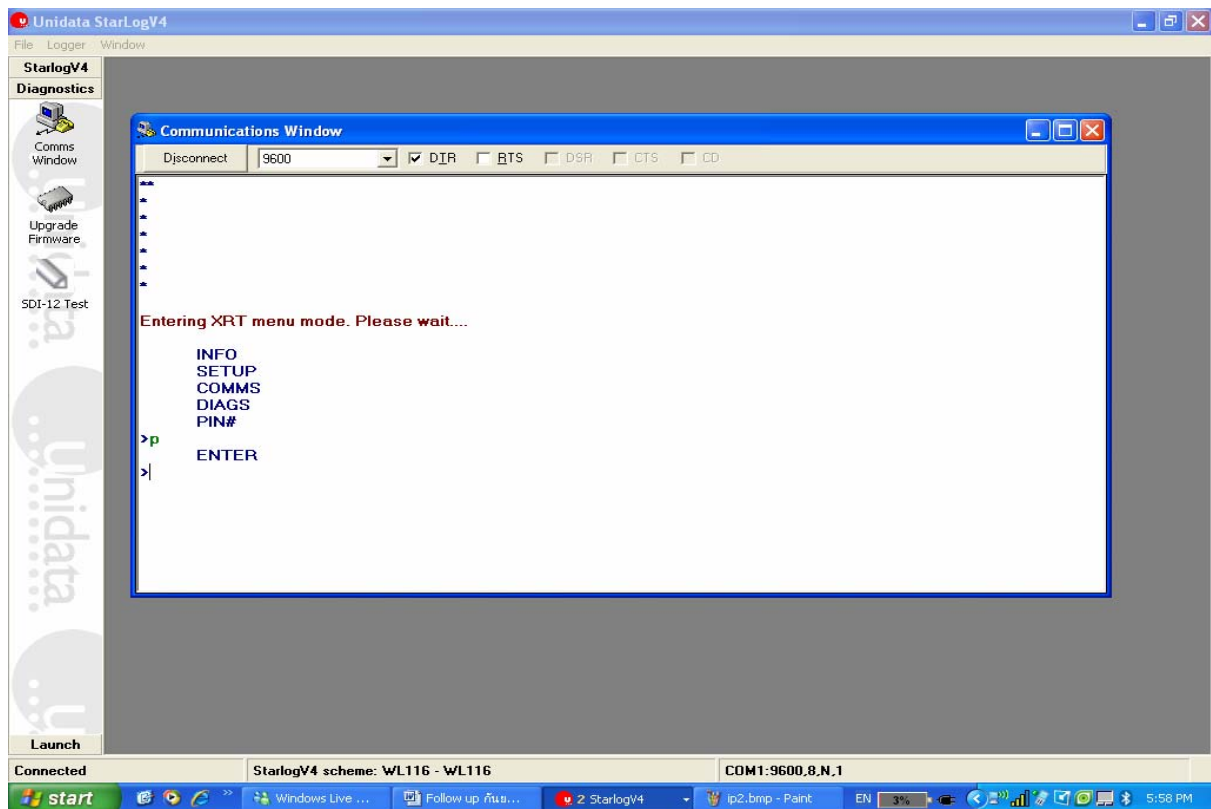 Unidata StarLogV4
File Logger Window
StarlogV4
Diagnostics
Comms
Window
Upgrade
Firmware
SDI-12 Test
Launch
Communications Window
Disconnect 9600 DTR RTS DSR CTS CD
**
*
*
*
*
*
*
Entering XRT menu mode. Please wait....
INFO
SETUP
COMMS
DIAGS
PIN#
>p
ENTER
>
...Unidata
...Unidata
Connected StarlogV4 scheme: WL116 - WL116 COM1:9600,8,N,1
start Windows Live ... Follow up กันย... 2 StarlogV4 ip2.bmp - Paint EN 3% 5:58 PM